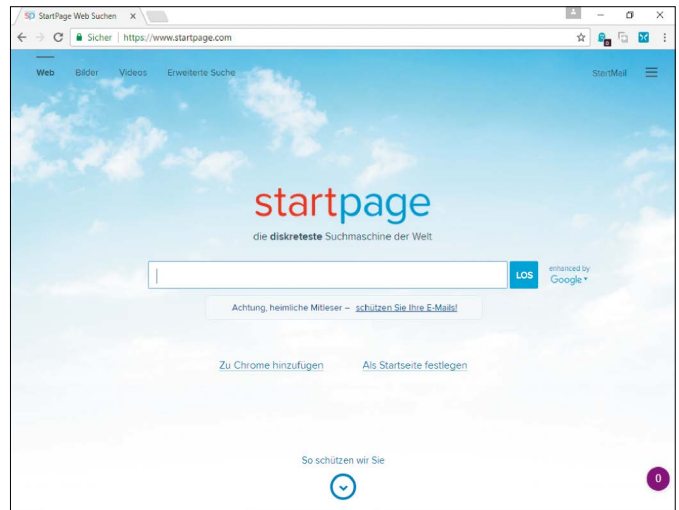 StartPage Web Suchen
Sicher | https://www.startpage.com
Web Bilder Videos Erweiterte Suche StartMail
startpage
die diskreteste Suchmaschine der Welt
LOS
enhanced by
Google
Achtung, heimliche Mitleser – schützen Sie Ihre E-Mails!
Zu Chrome hinzufügen Als Startseite festlegen
So schützen wir Sie
0